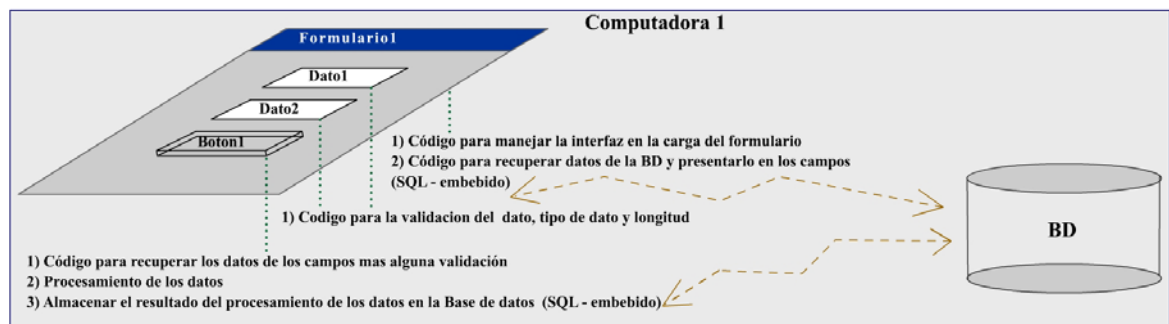 Computadora 1
Formulario1
Dato1
Dato2
Boton1
1) Código para manejar la interfaz en la carga del formulario
2) Código para recuperar datos de la BD y presentarlo en los campos
(SQL - embebido)
1) Codigo para la validacion del dato, tipo de dato y longitud
BD
1) Código para recuperar los datos de los campos mas alguna validación
2) Procesamiento de los datos
3) Almacenar el resultado del procesamiento de los datos en la Base de datos (SQL - embebido)